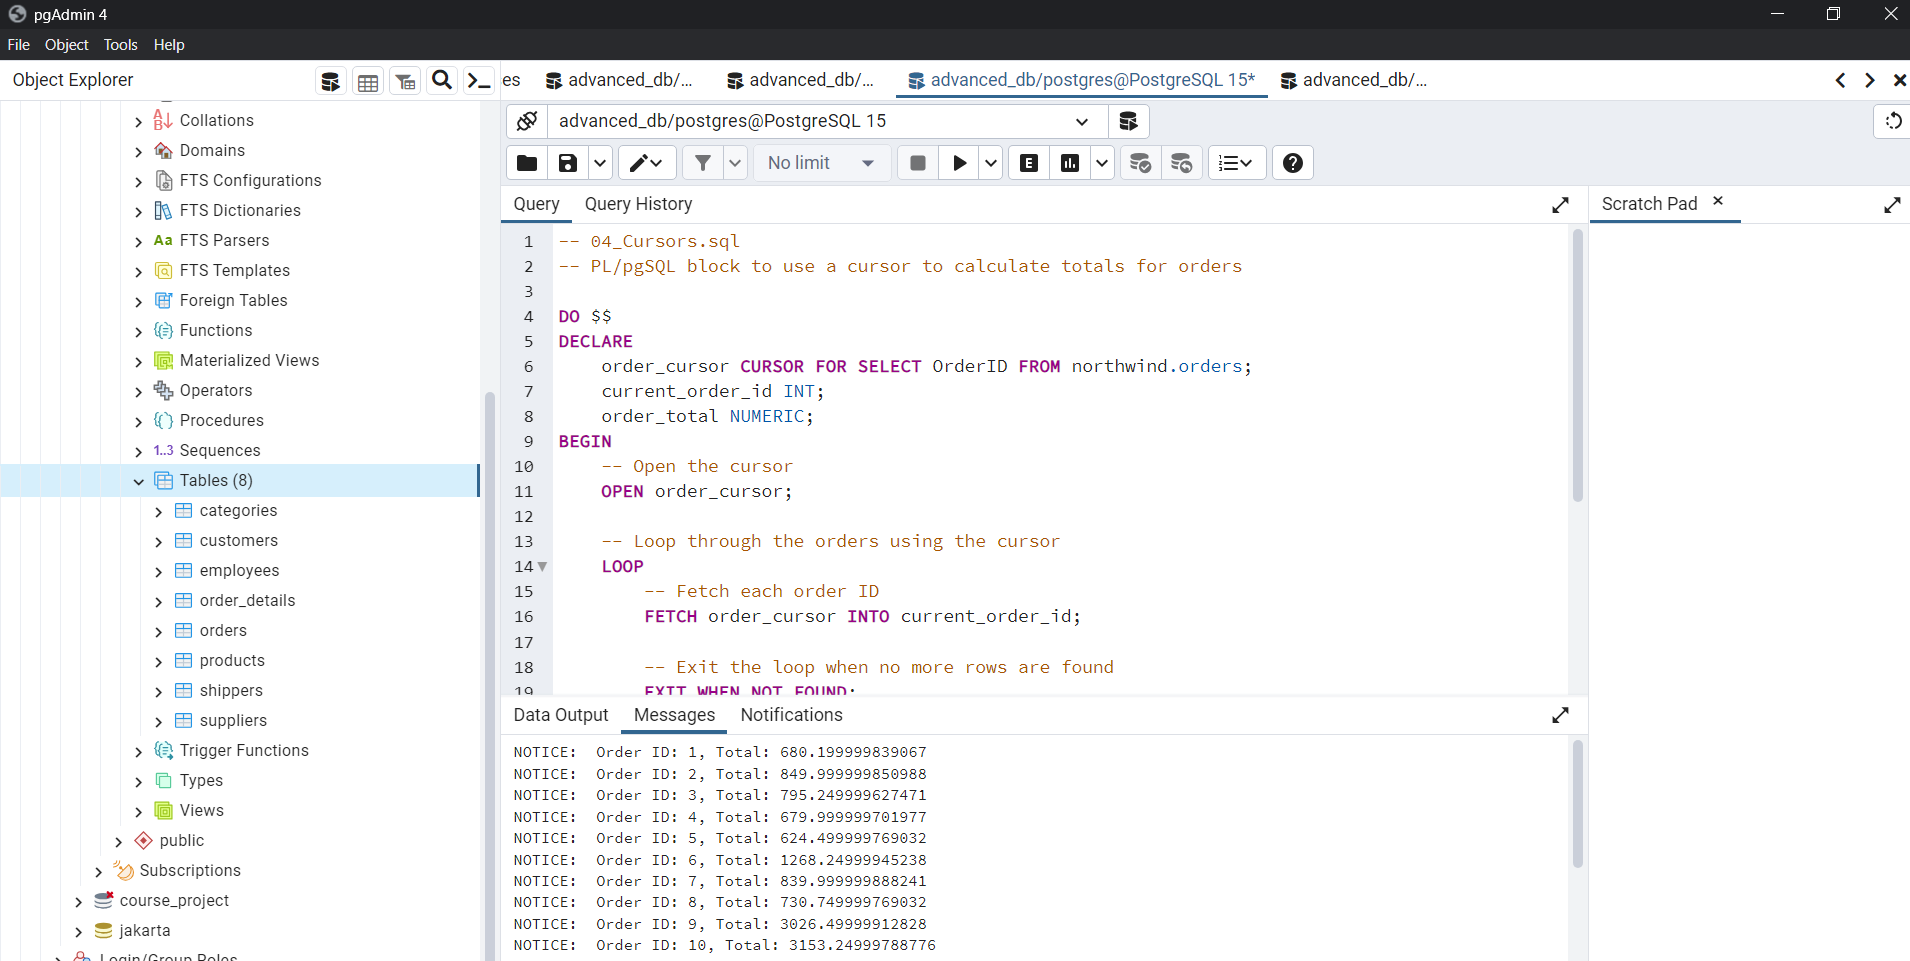 pgAdmin 4
File Object Tools Help
Object Explorer
es
advanced_db/...
advanced_db/...
advanced_db/postgres@PostgreSQL 15*
advanced_db/...
Collations
Domains
FTS Configurations
FTS Dictionaries
Aa FTS Parsers
FTS Templates
Foreign Tables
Functions
Materialized Views
Operators
Procedures
1..3 Sequences
Tables (8)
categories
customers
employees
order_details
orders
products
shippers
suppliers
Trigger Functions
Types
Views
public
Subscriptions
course_project
jakarta
Login/Group Roles
advanced_db/postgres@PostgreSQL 15
No limit
E
Query Query History
Scratch Pad
1 -- 04_Cursors.sql
2 -- PL/pgSQL block to use a cursor to calculate totals for orders
3
4 DO $$
5 DECLARE
6 order_cursor CURSOR FOR SELECT OrderID FROM northwind.orders;
7 current_order_id INT;
8 order_total NUMERIC;
9 BEGIN
10 -- Open the cursor
11 OPEN order_cursor;
12
13 -- Loop through the orders using the cursor
14 LOOP
15 -- Fetch each order ID
16 FETCH order_cursor INTO current_order_id;
17
18 -- Exit the loop when no more rows are found
19 EXIT WHEN NOT FOUND;
Data Output Messages Notifications
NOTICE: Order ID: 1, Total: 680.199999839067
NOTICE: Order ID: 2, Total: 849.999999850988
NOTICE: Order ID: 3, Total: 795.249999627471
NOTICE: Order ID: 4, Total: 679.999999701977
NOTICE: Order ID: 5, Total: 624.499999769032
NOTICE: Order ID: 6, Total: 1268.24999945238
NOTICE: Order ID: 7, Total: 839.999999888241
NOTICE: Order ID: 8, Total: 730.749999769032
NOTICE: Order ID: 9, Total: 3026.49999912828
NOTICE: Order ID: 10, Total: 3153.24999788776